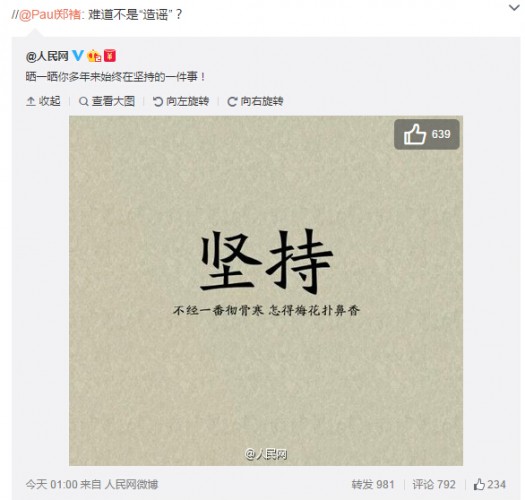 //@Paul郑褚: 难道不是“造谣”？
@人民网
晒一晒你多年来始终在坚持的一件事！
收起 | 查看大图 | 向左旋转 | 向右旋转
639
坚持
不经一番彻骨寒 怎得梅花扑鼻香
@人民网
今天 01:00 来自 人民网微博
转发 981 | 评论 792 | 234